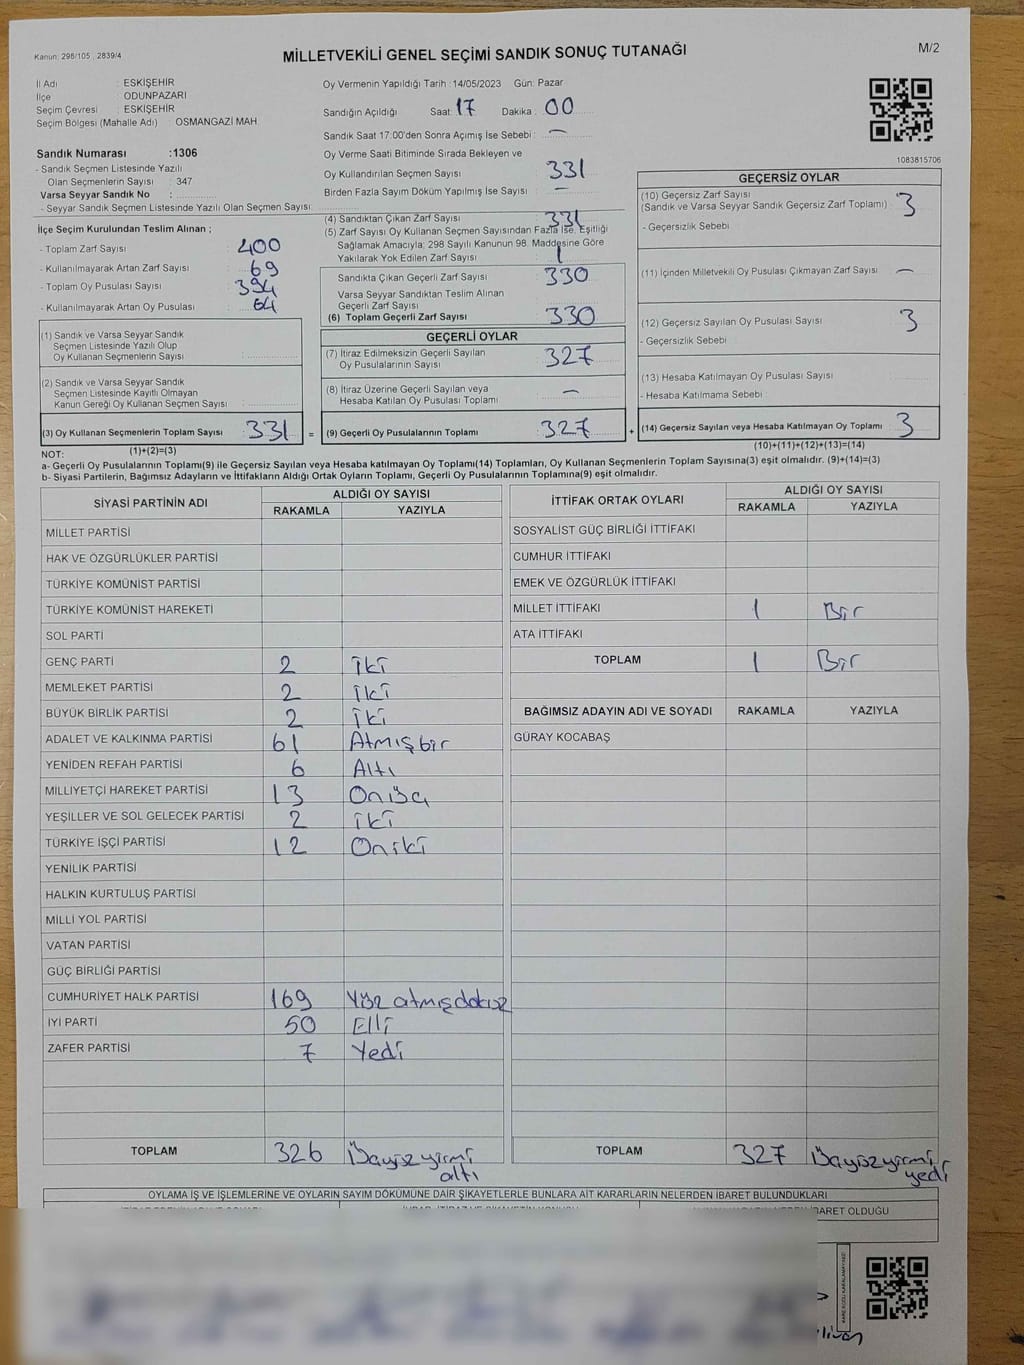 Kanun: 298/105 , 2839/4
MİLLETVEKİLİ GENEL SEÇİMİ SANDIK SONUÇ TUTANAĞI
M/2
İl Adı : ESKİŞEHİR
İlçe : ODUNPAZARI
Seçim Çevresi : ESKİŞEHİR
Seçim Bölgesi (Mahalle Adı) : OSMANGAZİ MAH.
Sandık Numarası :1306
- Sandık Seçmen Listesinde Yazılı
Olan Seçmenlerin Sayısı : 347
Varsa Seyyar Sandık No :
- Seyyar Sandık Seçmen Listesinde Yazılı Olan Seçmen Sayısı:
Oy Vermenin Yapıldığı Tarih : 14/05/2023 Gün: Pazar
Sandığın Açıldığı Saat: 17 Dakika : 00
Sandık Saat 17:00'den Sonra Açımış İse Sebebi : —
Oy Verme Saati Bitiminde Sırada Bekleyen ve
Oy Kullandırılan Seçmen Sayısı : 331
Birden Fazla Sayım Döküm Yapılmış İse Sayısı : —
1083815706
İlçe Seçim Kurulundan Teslim Alınan ;
- Toplam Zarf Sayısı : 400
- Kullanılmayarak Artan Zarf Sayısı : 69
- Toplam Oy Pusulası Sayısı : 394
- Kullanılmayarak Artan Oy Pusulası : 64
(1) Sandık ve Varsa Seyyar Sandık
Seçmen Listesinde Yazılı Olup
Oy Kullanan Seçmenlerin Sayısı :
(2) Sandık ve Varsa Seyyar Sandık
Seçmen Listesinde Kayıtlı Olmayan
Kanun Gereği Oy Kullanan Seçmen Sayısı :
(3) Oy Kullanan Seçmenlerin Toplam Sayısı 331 =
(1)+(2)=(3)
(4) Sandıktan Çıkan Zarf Sayısı : 331
(5) Zarf Sayısı Oy Kullanan Seçmen Sayısından Fazla İse, Eşitliği
Sağlamak Amacıyla; 298 Sayılı Kanunun 98. Maddesine Göre
Yakılarak Yok Edilen Zarf Sayısı : 1
Sandıkta Çıkan Geçerli Zarf Sayısı : 330
Varsa Seyyar Sandıktan Teslim Alınan
Geçerli Zarf Sayısı :
(6) Toplam Geçerli Zarf Sayısı : 330
GEÇERLİ OYLAR
(7) İtiraz Edilmeksizin Geçerli Sayılan
Oy Pusulalarının Sayısı : 327
(8) İtiraz Üzerine Geçerli Sayılan veya
Hesaba Katılan Oy Pusulası Toplamı : —
(9) Geçerli Oy Pusulalarının Toplamı : 327 +
GEÇERSİZ OYLAR
(10) Geçersiz Zarf Sayısı
(Sandık ve Varsa Seyyar Sandık Geçersiz Zarf Toplamı) : 3
- Geçersizlik Sebebi
(11) İçinden Milletvekili Oy Pusulası Çıkmayan Zarf Sayısı : —
(12) Geçersiz Sayılan Oy Pusulası Sayısı : 3
- Geçersizlik Sebebi :
(13) Hesaba Katılmayan Oy Pusulası Sayısı :
- Hesaba Katılmama Sebebi :
(14) Geçersiz Sayılan veya Hesaba Katılmayan Oy Toplamı : 3
(10)+(11)+(12)+(13)=(14)
NOT:
a- Geçerli Oy Pusulalarının Toplamı(9) ile Geçersiz Sayılan veya Hesaba katılmayan Oy Toplamı(14) Toplamları, Oy Kullanan Seçmenlerin Toplam Sayısına(3) eşit olmalıdır. (9)+(14)=(3)
b- Siyasi Partilerin, Bağımsız Adayların ve İttifakların Aldığı Ortak Oyların Toplamı, Geçerli Oy Pusulalarının Toplamına(9) eşit olmalıdır.
SİYASİ PARTİNİN ADI ALDIĞI OY SAYISI
RAKAMLA YAZIYLA
MİLLET PARTİSİ
HAK VE ÖZGÜRLÜKLER PARTİSİ
TÜRKİYE KOMÜNİST PARTİSİ
TÜRKİYE KOMÜNİST HAREKETİ
SOL PARTİ
GENÇ PARTİ 2 İki
MEMLEKET PARTİSİ 2 İki
BÜYÜK BİRLİK PARTİSİ 2 İki
ADALET VE KALKINMA PARTİSİ 61 Atmışbir
YENİDEN REFAH PARTİSİ 6 Altı
MİLLİYETÇİ HAREKET PARTİSİ 13 Onüç
YEŞİLLER VE SOL GELECEK PARTİSİ 2 iki
TÜRKİYE İŞÇİ PARTİSİ 12 Oniki
YENİLİK PARTİSİ
HALKIN KURTULUŞ PARTİSİ
MİLLİ YOL PARTİSİ
VATAN PARTİSİ
GÜÇ BİRLİĞİ PARTİSİ
CUMHURİYET HALK PARTİSİ 169 Yüz atmışdokuz
İYİ PARTİ 50 Elli
ZAFER PARTİSİ 7 Yedi
TOPLAM 326 Üçyüzyirmi
altı
İTTİFAK ORTAK OYLARI ALDIĞI OY SAYISI
RAKAMLA YAZIYLA
SOSYALİST GÜÇ BİRLİĞİ İTTİFAKI
CUMHUR İTTİFAKI
EMEK VE ÖZGÜRLÜK İTTİFAKI
MİLLET İTTİFAKI 1 Bir
ATA İTTİFAKI
TOPLAM 1 Bir
BAĞIMSIZ ADAYIN ADI VE SOYADI RAKAMLA YAZIYLA
GÜRAY KOCABAŞ
TOPLAM 327 Üçyüzyirmi
yedi
OYLAMA İŞ VE İŞLEMLERİNE VE OYLARIN SAYIM DÖKÜMÜNE DAİR ŞİKAYETLERLE BUNLARA AİT KARARLARIN NELERDEN İBARET BULUNDUKLARI
İBARET OLDUĞU